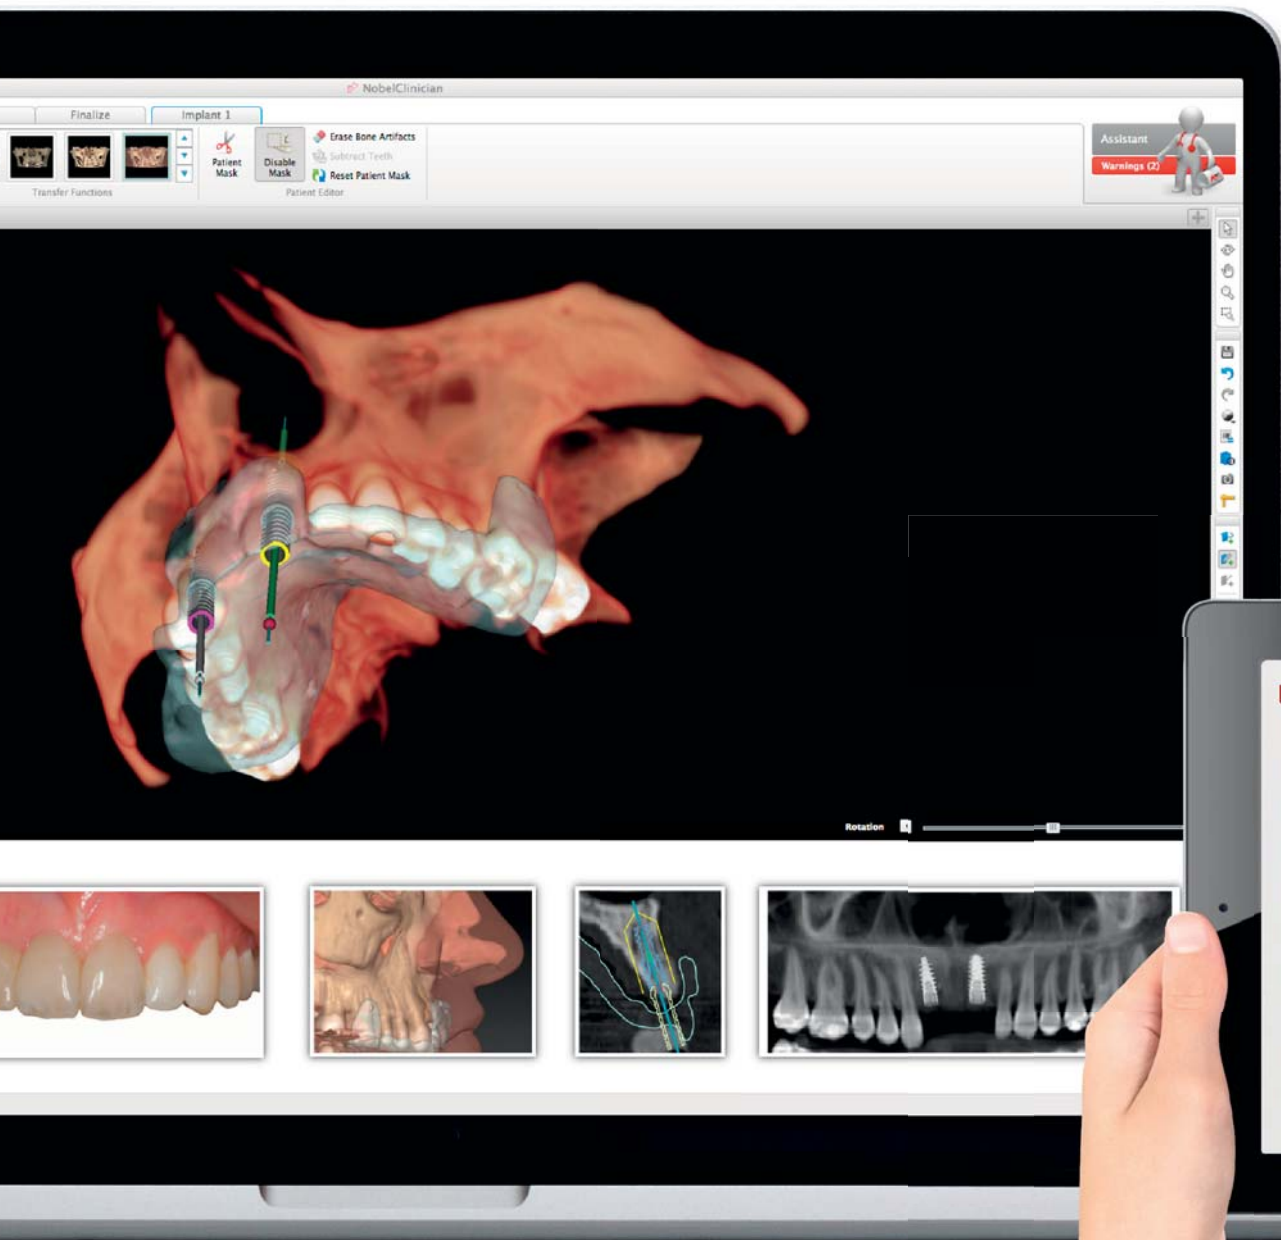 NobelClinician
Finalize
Implant 1
Patient
Mask
Disable
Mask
Erase Bone Artifacts
Subtract Teeth
Reset Patient Mask
Transfer Functions
Patient Editor
Assistant
Warnings (2)
Rotation